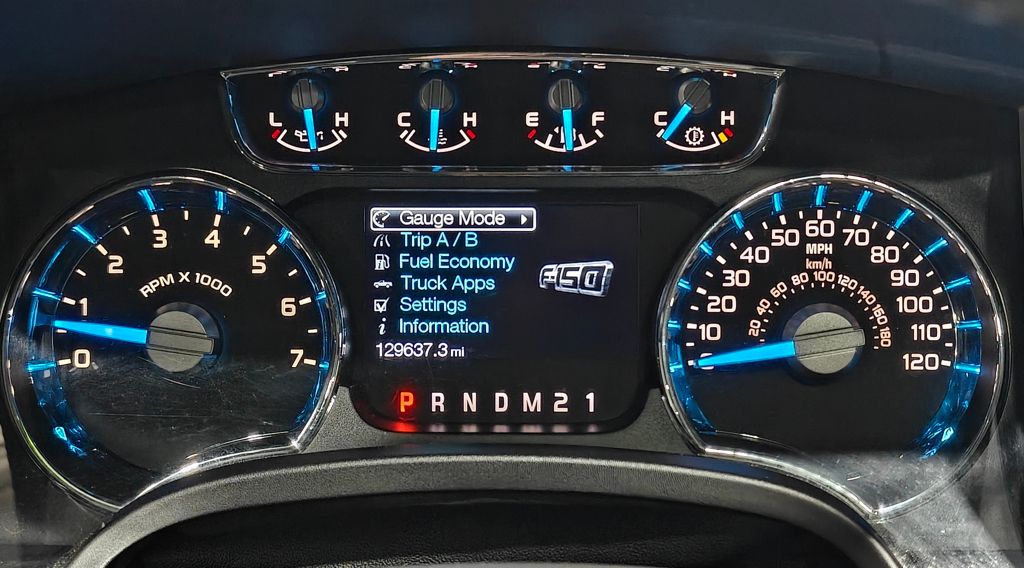 L H C H E F C H
0 1 2 3 4 5 6 7
RPM X 1000
Gauge Mode
Trip A / B
Fuel Economy
Truck Apps
Settings
Information
129637.3 mi
F-150
P R N D M 2 1
0 10 20 30 40 50 60 70 80 90 100 110 120
MPH
km/h
20 40 60 80 100 120 140 160 180